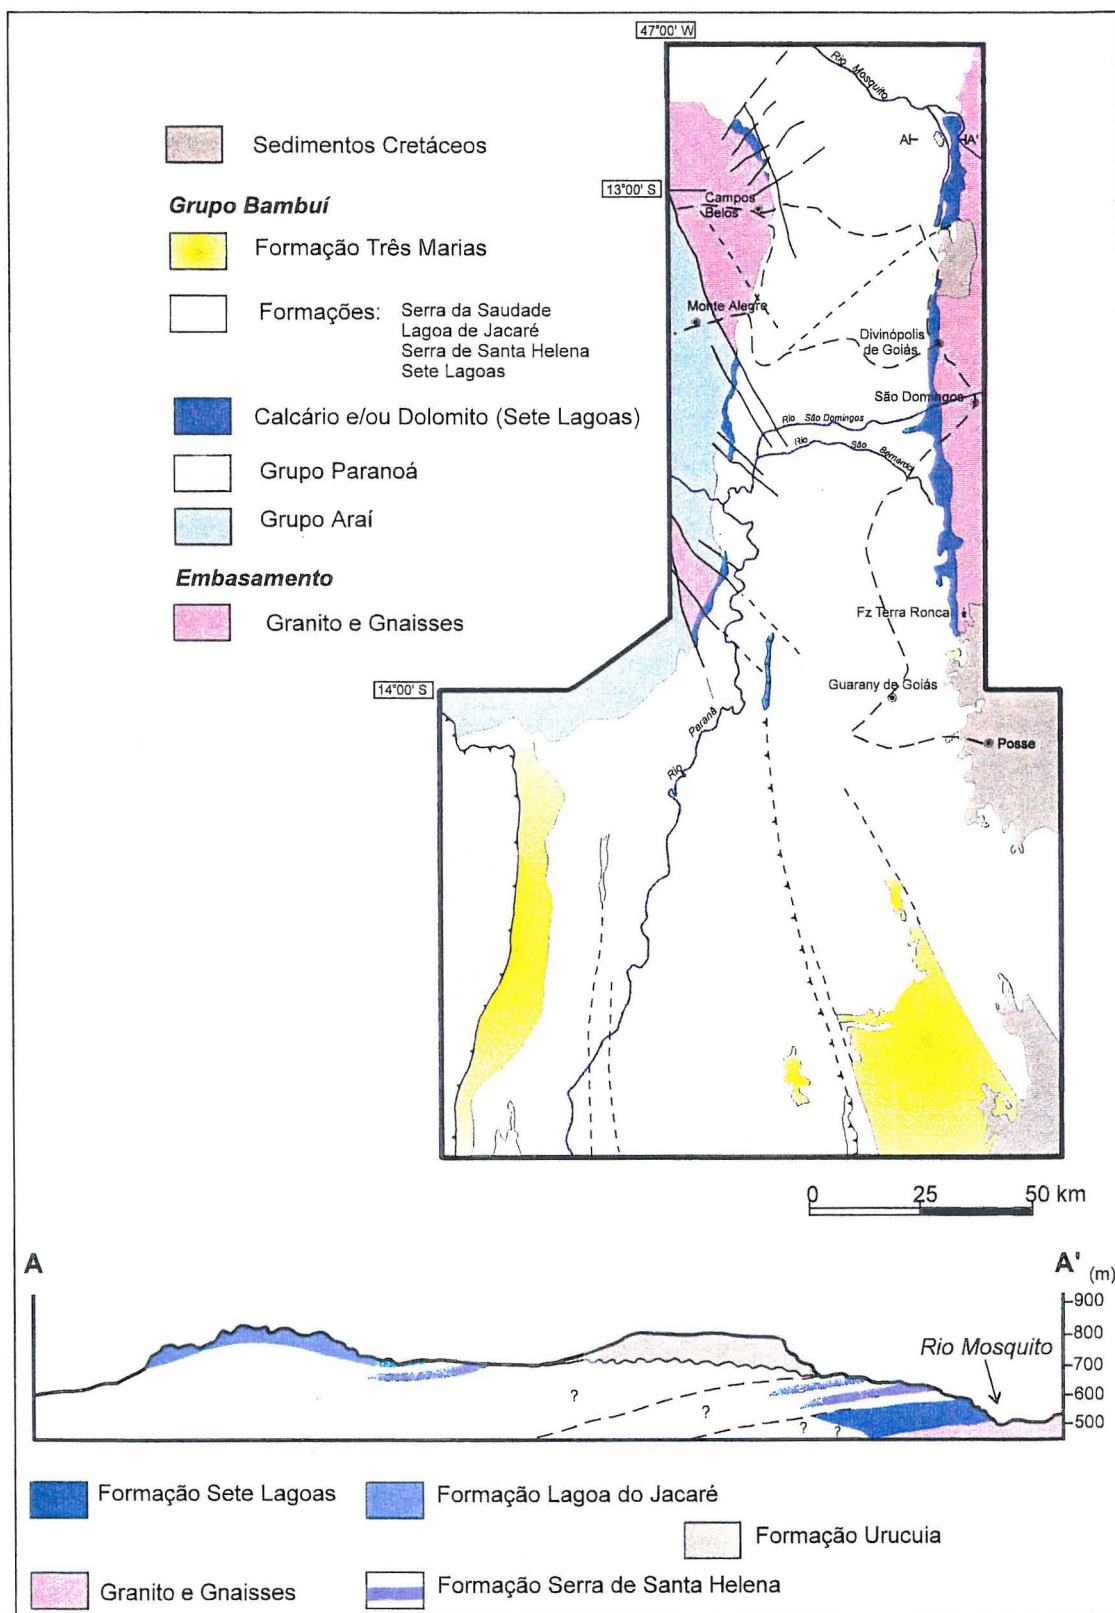 47°00' W
Rio Mosquito
Sedimentos Cretáceos
A
A'
13°00' S
Grupo Bambuí
Campos
Belos
Formação Três Marias
Formações:
Serra da Saudade
Lagoa de Jacaré
Serra de Santa Helena
Sete Lagoas
Monte Alegre
Divinópolis
de Goiás
São Domingos
Calcário e/ou Dolomito (Sete Lagoas)
Rio São Domingos
Rio São Bernardo
Grupo Paranoá
Grupo Araí
Embasamento
Granito e Gnaisses
Fz Terra Ronca
14°00' S
Guarany de Goiás
Rio Paranã
Posse
0 25 50 km
A
A' (m)
900
800
Rio Mosquito
700
600
500
?
?
?
?
Formação Sete Lagoas
Formação Lagoa do Jacaré
Formação Urucuia
Granito e Gnaisses
Formação Serra de Santa Helena